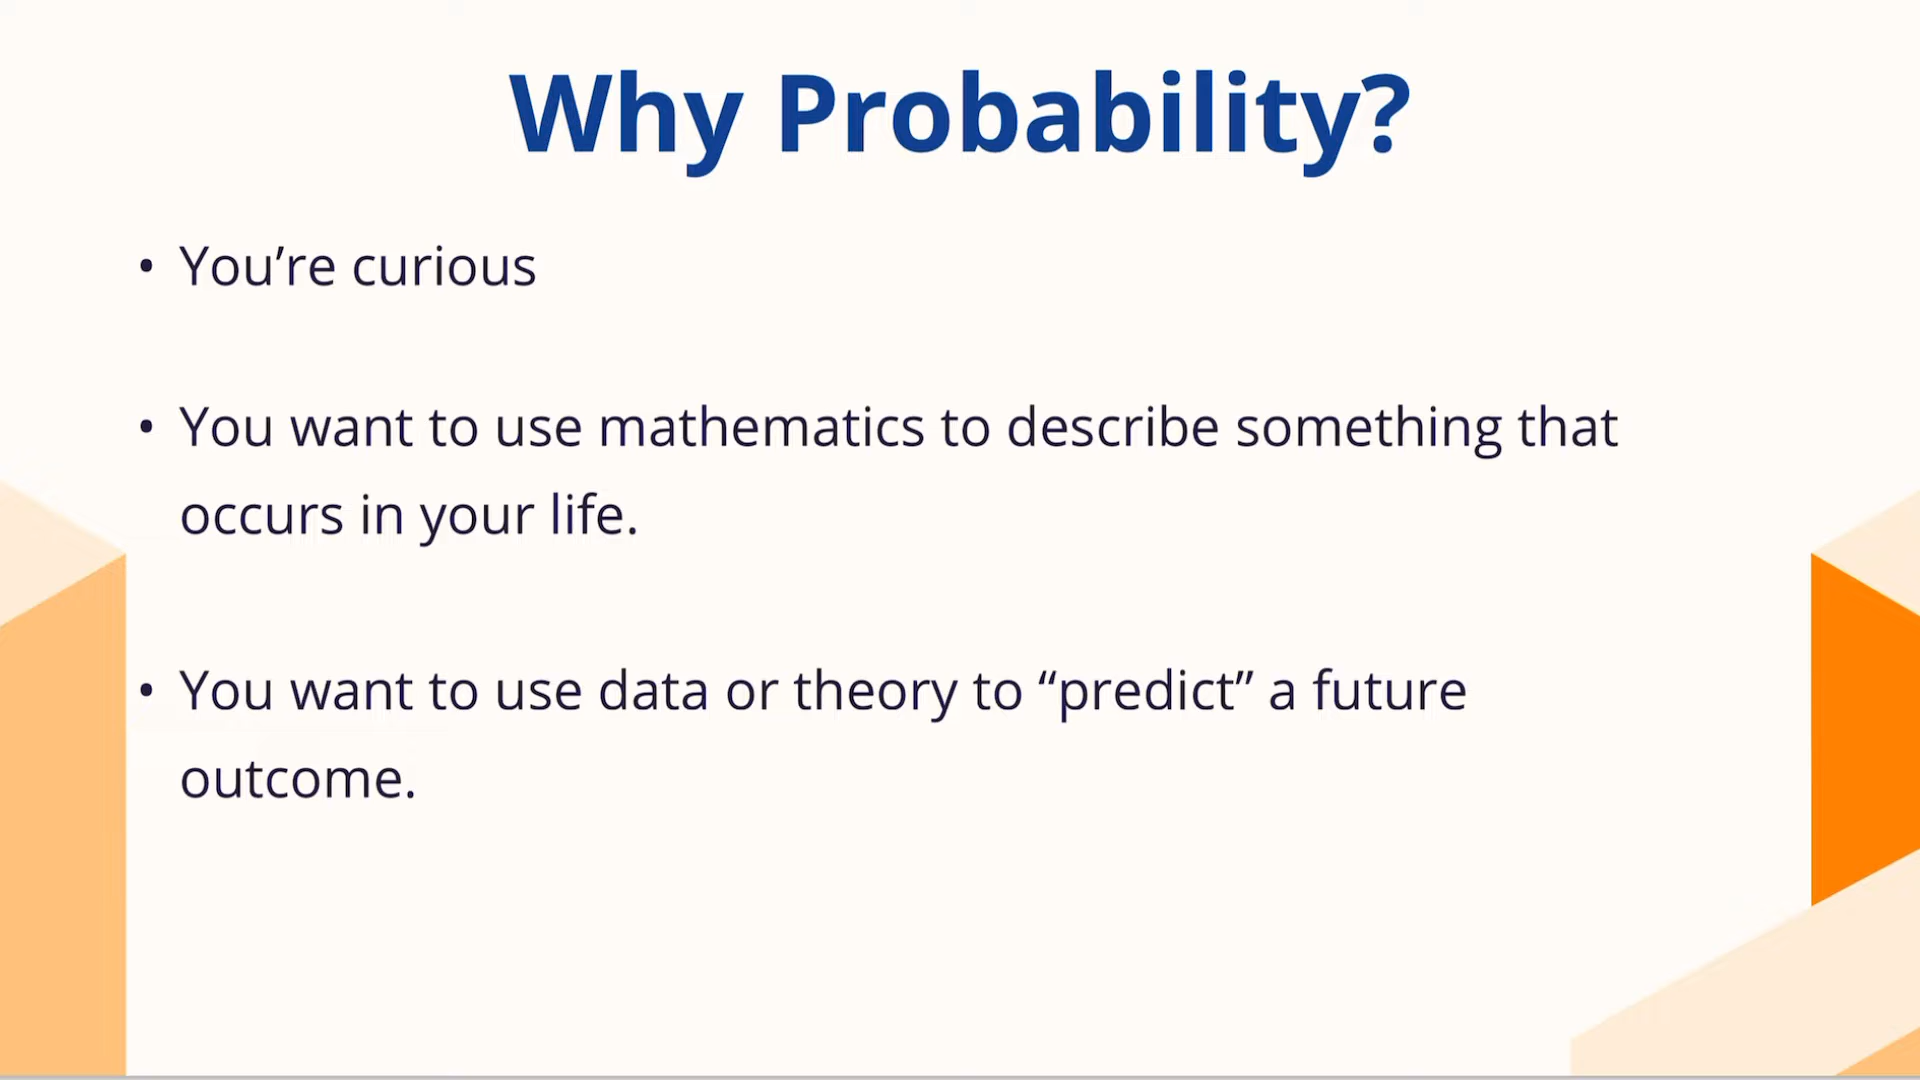 Why Probability?
• You’re curious
• You want to use mathematics to describe something that
occurs in your life.
• You want to use data or theory to “predict” a future
outcome.